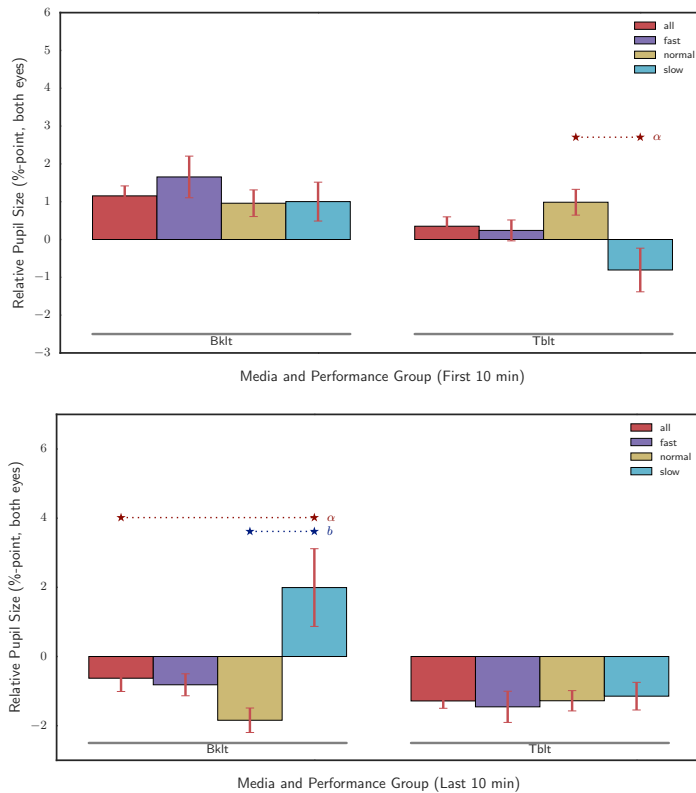 6
5
4
3
2
1
0
−1
−2
−3
Relative Pupil Size (%-point, both eyes)
all
fast
normal
slow
α
Bklt
Tblt
Media and Performance Group (First 10 min)
6
4
2
0
−2
Relative Pupil Size (%-point, both eyes)
all
fast
normal
slow
α
b
Bklt
Tblt
Media and Performance Group (Last 10 min)